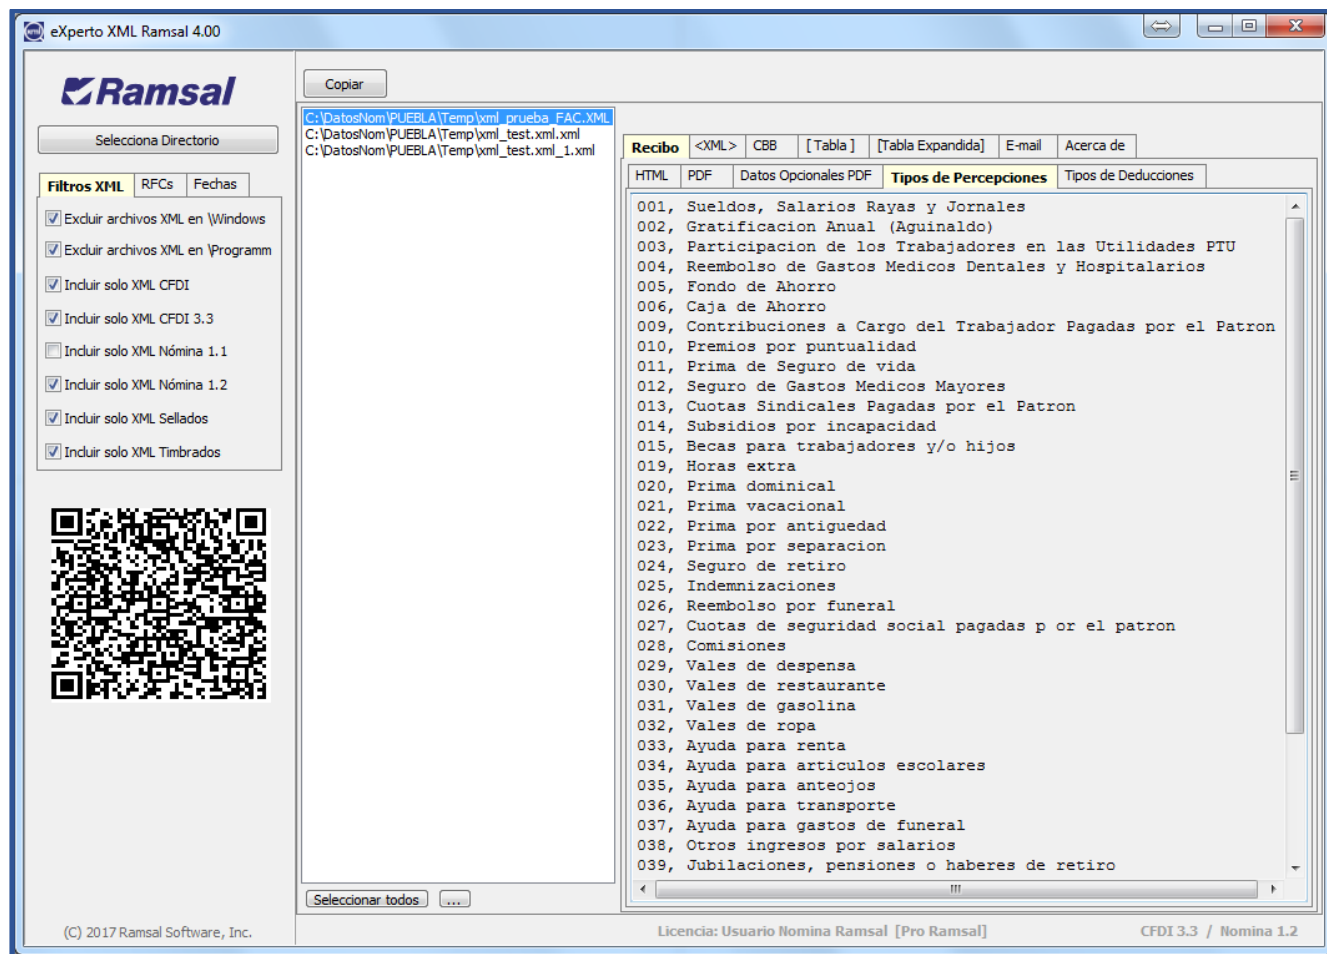 eXperto XML Ramsal 4.00
Ramsal
Selecciona Directorio
Filtros XML RFCs Fechas
Excluir archivos XML en \Windows
Excluir archivos XML en \Programm
Incluir solo XML CFDI
Incluir solo XML CFDI 3.3
Incluir solo XML Nómina 1.1
Incluir solo XML Nómina 1.2
Incluir solo XML Sellados
Incluir solo XML Timbrados
(C) 2017 Ramsal Software, Inc.
Copiar
C:\DatosNom\PUEBLA\Temp\xml_prueba_FAC.XML
C:\DatosNom\PUEBLA\Temp\xml_test.xml.xml
C:\DatosNom\PUEBLA\Temp\xml_test.xml_1.xml
Seleccionar todos ...
Recibo <XML> CBB [ Tabla ] [Tabla Expandida] E-mail Acerca de
HTML PDF Datos Opcionales PDF Tipos de Percepciones Tipos de Deducciones
001, Sueldos, Salarios Rayas y Jornales
002, Gratificacion Anual (Aguinaldo)
003, Participacion de los Trabajadores en las Utilidades PTU
004, Reembolso de Gastos Medicos Dentales y Hospitalarios
005, Fondo de Ahorro
006, Caja de Ahorro
009, Contribuciones a Cargo del Trabajador Pagadas por el Patron
010, Premios por puntualidad
011, Prima de Seguro de vida
012, Seguro de Gastos Medicos Mayores
013, Cuotas Sindicales Pagadas por el Patron
014, Subsidios por incapacidad
015, Becas para trabajadores y/o hijos
019, Horas extra
020, Prima dominical
021, Prima vacacional
022, Prima por antiguedad
023, Prima por separacion
024, Seguro de retiro
025, Indemnizaciones
026, Reembolso por funeral
027, Cuotas de seguridad social pagadas p or el patron
028, Comisiones
029, Vales de despensa
030, Vales de restaurante
031, Vales de gasolina
032, Vales de ropa
033, Ayuda para renta
034, Ayuda para articulos escolares
035, Ayuda para anteojos
036, Ayuda para transporte
037, Ayuda para gastos de funeral
038, Otros ingresos por salarios
039, Jubilaciones, pensiones o haberes de retiro
Licencia: Usuario Nomina Ramsal [Pro Ramsal]
CFDI 3.3 / Nomina 1.2